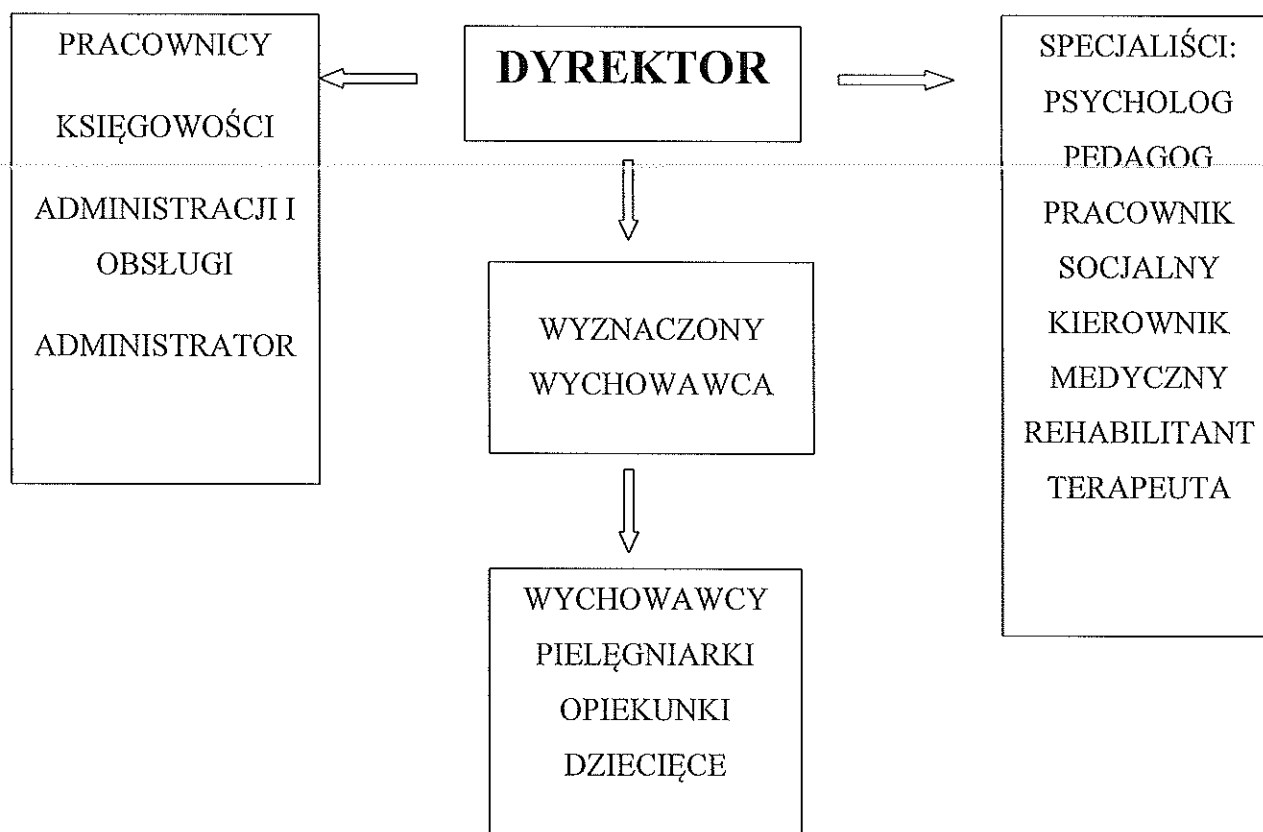 PRACOWNICY
KSIĘGOWOŚCI
ADMINISTRACJI I
OBSŁUGI
ADMINISTRATOR
DYREKTOR
WYZNACZONY
WYCHOWAWCA
WYCHOWAWCY
PIELĘGNIARKI
OPIEKUNKI
DZIECIĘCE
SPECJALIŚCI:
PSYCHOLOG
PEDAGOG
PRACOWNIK
SOCJALNY
KIEROWNIK
MEDYCZNY
REHABILITANT
TERAPEUTA